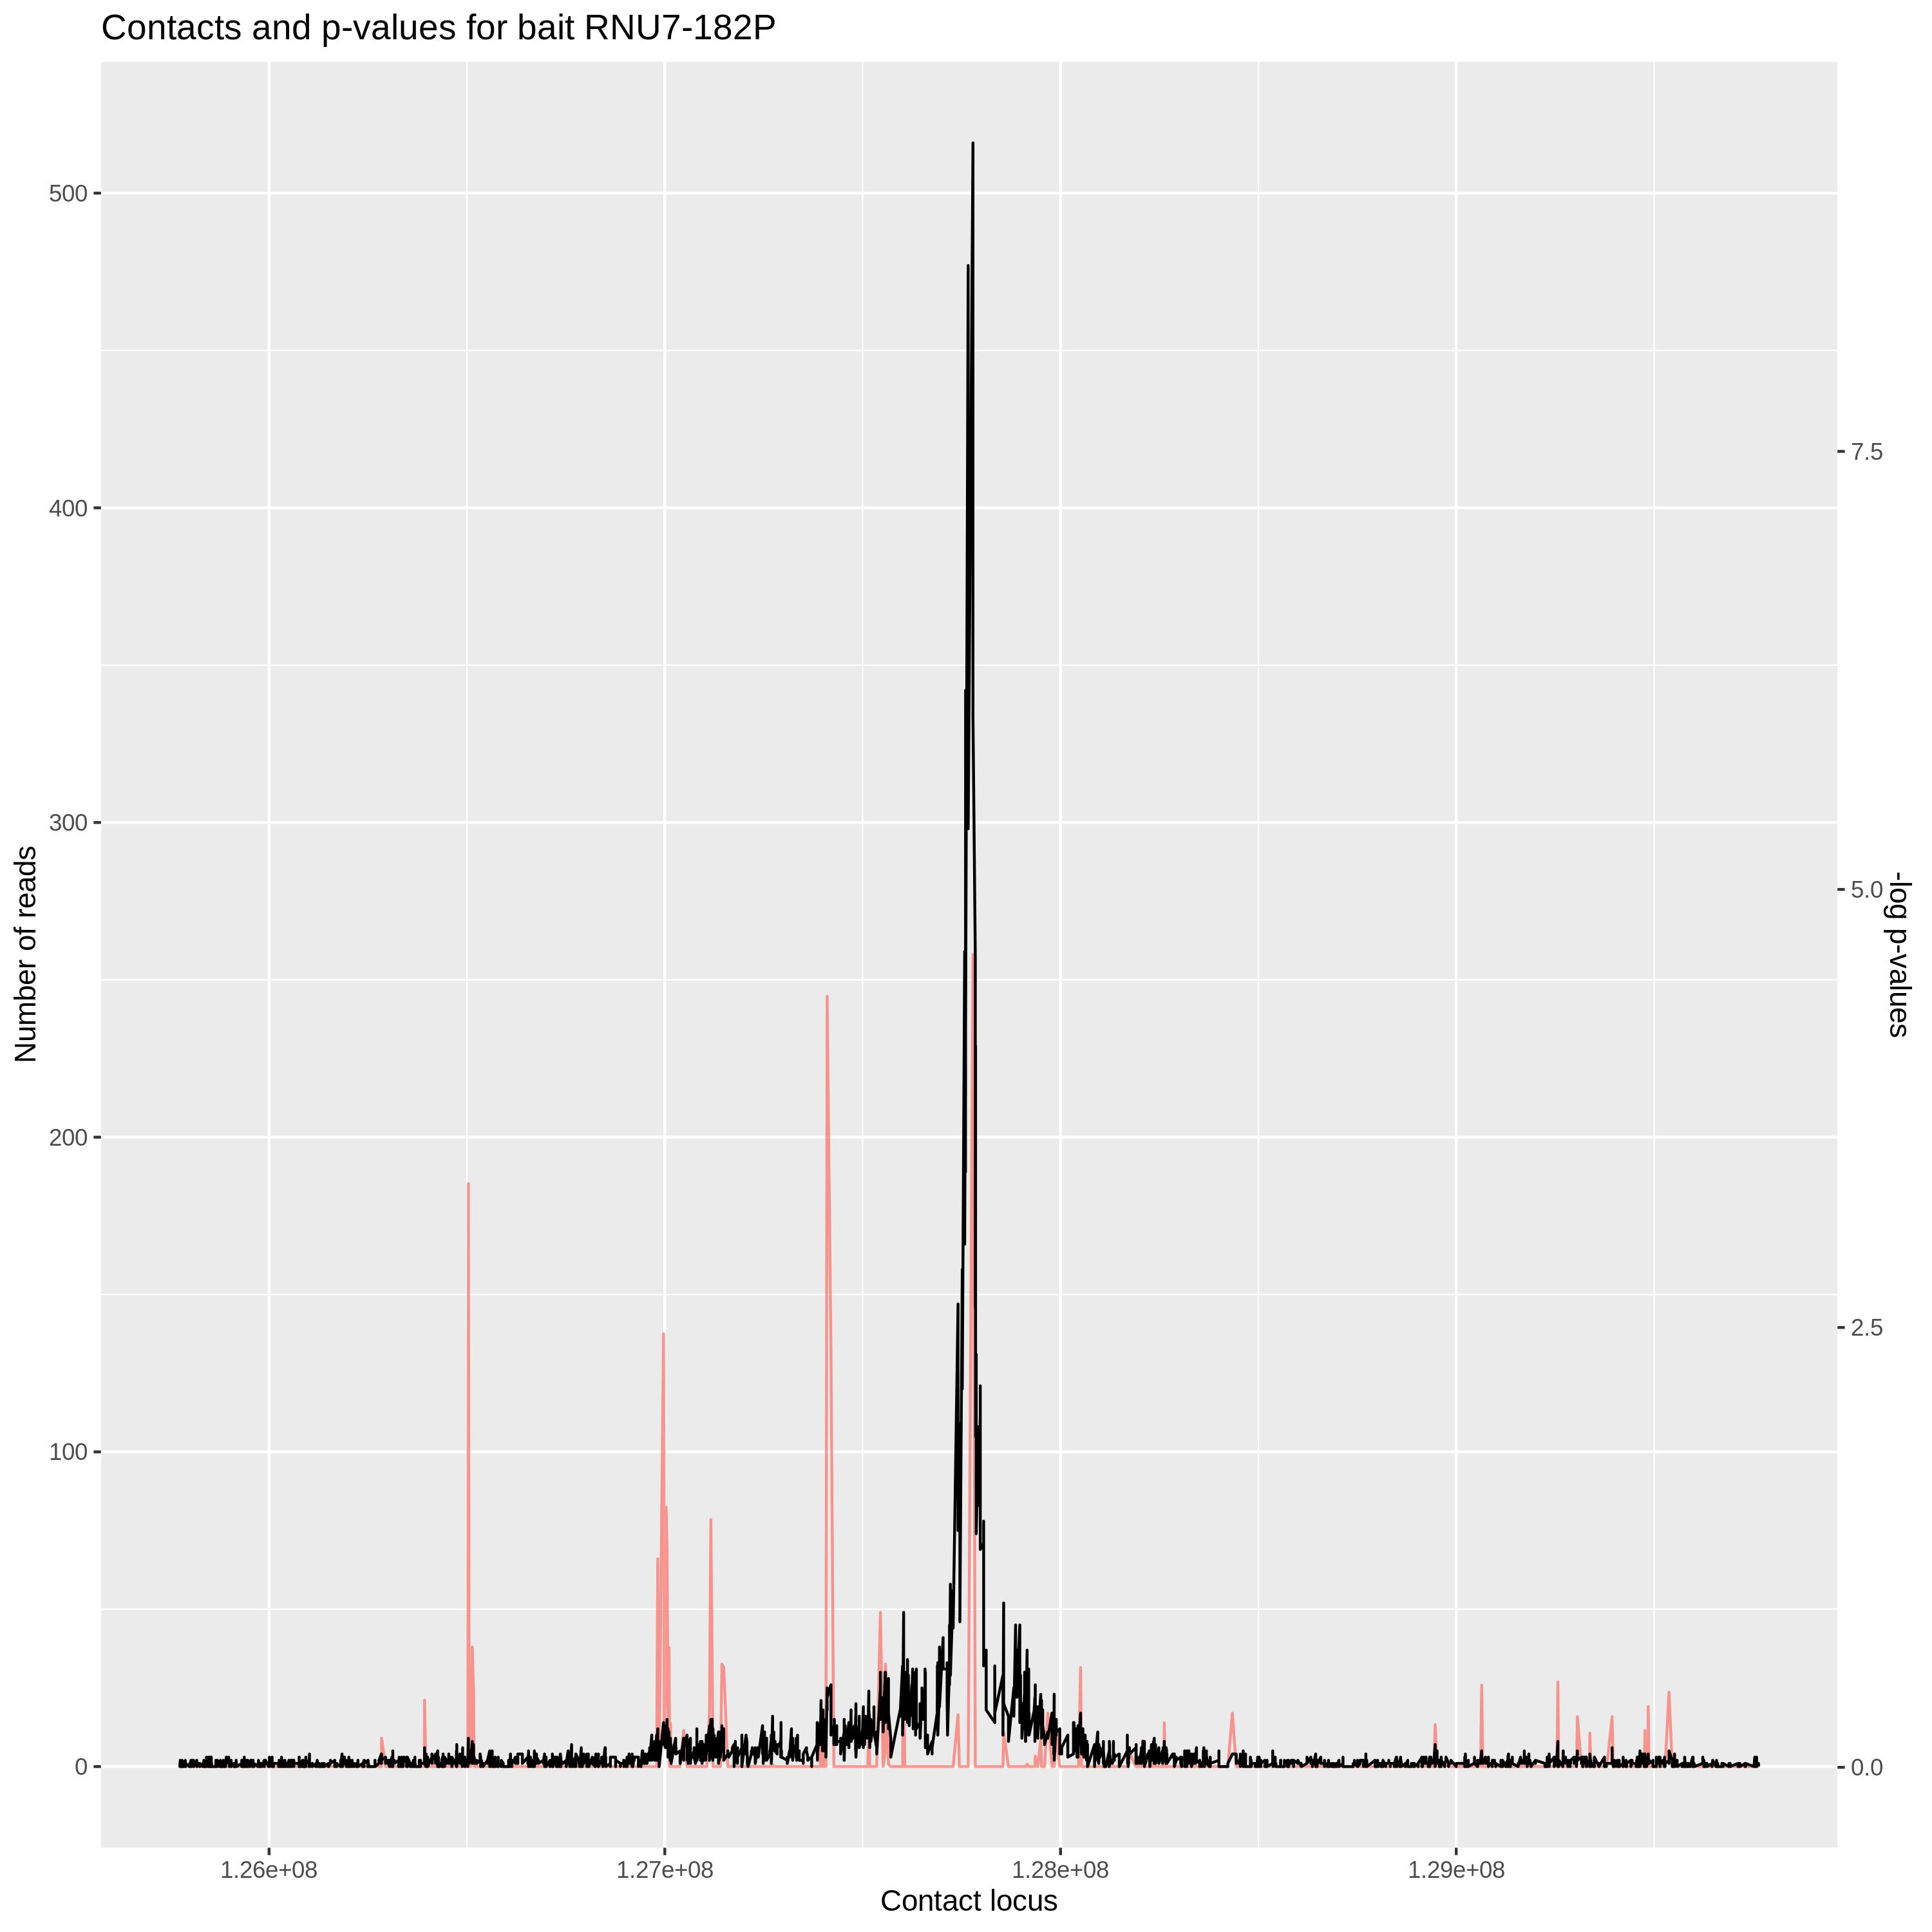 Contacts and p-values for bait RNU7-182P
500
400
300
200
100
0
Number of reads
7.5
5.0
2.5
0.0
-log p-values
1.26e+08
1.27e+08
1.28e+08
1.29e+08
Contact locus